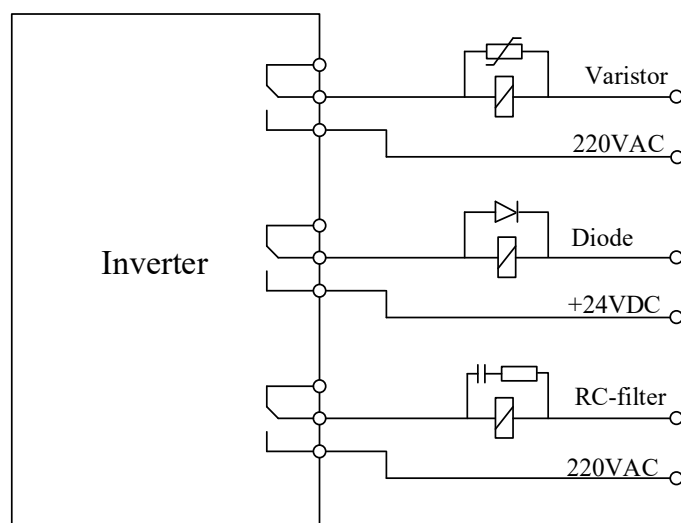 Varistor
220VAC
Inverter
Diode
+24VDC
RC-filter
220VAC